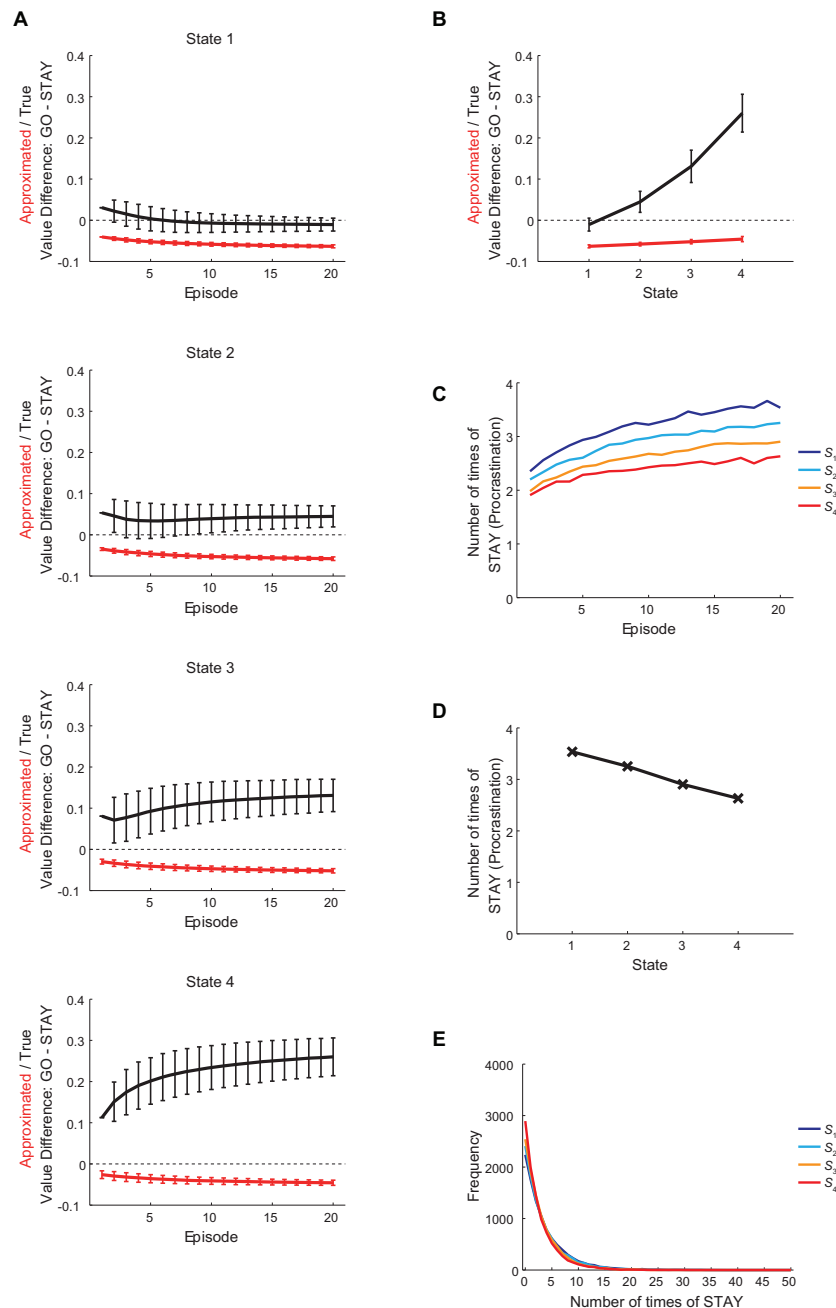 A
State 1
Approximated / True
Value Difference: GO - STAY
0.4
0.3
0.2
0.1
0
-0.1
5
10
15
20
Episode
State 2
Approximated / True
Value Difference: GO - STAY
0.4
0.3
0.2
0.1
0
-0.1
5
10
15
20
Episode
State 3
Approximated / True
Value Difference: GO - STAY
0.4
0.3
0.2
0.1
0
-0.1
5
10
15
20
Episode
State 4
Approximated / True
Value Difference: GO - STAY
0.4
0.3
0.2
0.1
0
-0.1
5
10
15
20
Episode
B
Approximated / True
Value Difference: GO - STAY
0.4
0.3
0.2
0.1
0
-0.1
1
2
3
4
State
C
Number of times of
STAY (Procrastination)
4
3
2
1
0
5
10
15
20
Episode
S₁
S₂
S₃
S₄
D
Number of times of
STAY (Procrastination)
4
3
2
1
0
1
2
3
4
State
E
Frequency
4000
3000
2000
1000
0
0
5
10
15
20
25
30
35
40
45
50
Number of times of STAY
S₁
S₂
S₃
S₄